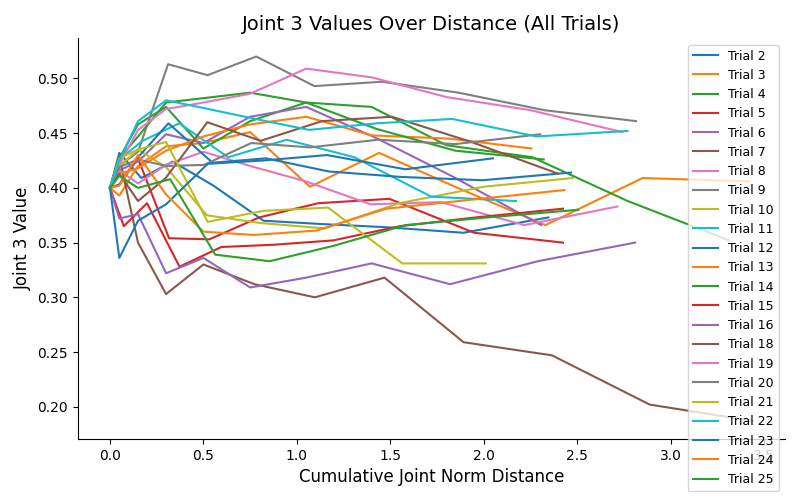 Joint 3 Values Over Distance (All Trials)
Joint 3 Value
0.50
0.45
0.40
0.35
0.30
0.25
0.20
0.0
0.5
1.0
1.5
2.0
2.5
3.0
3.5
Cumulative Joint Norm Distance
Trial 2
Trial 3
Trial 4
Trial 5
Trial 6
Trial 7
Trial 8
Trial 9
Trial 10
Trial 11
Trial 12
Trial 13
Trial 14
Trial 15
Trial 16
Trial 18
Trial 19
Trial 20
Trial 21
Trial 22
Trial 23
Trial 24
Trial 25